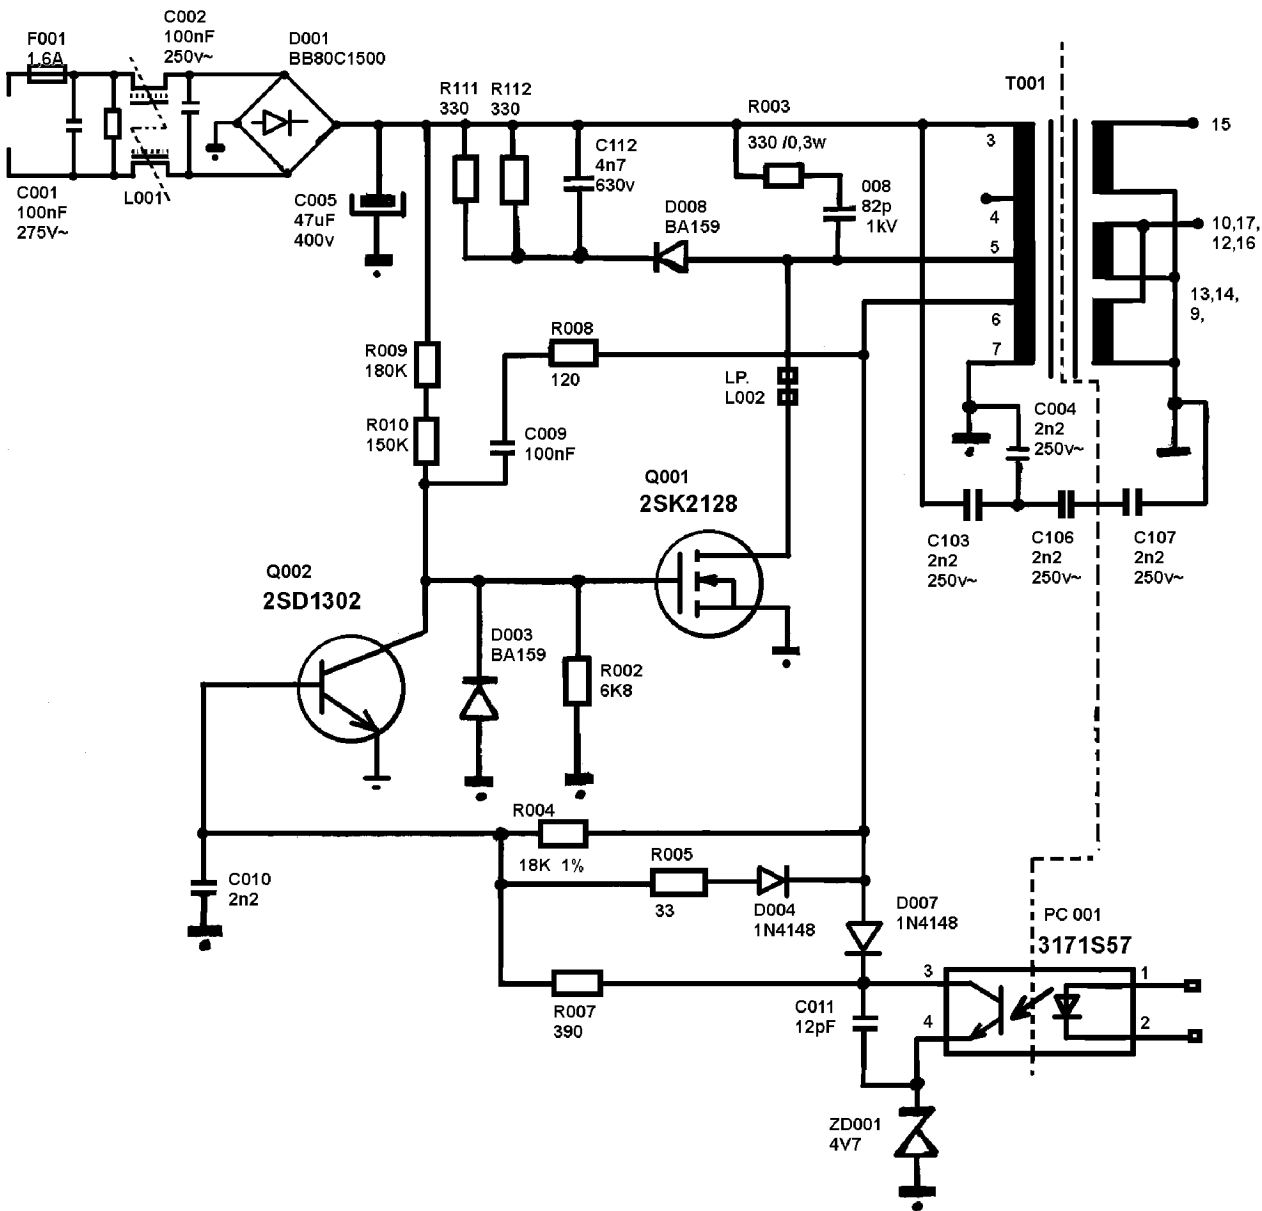 F001
1.6A
C002
100nF
250v~
D001
BB80C1500
C001
100nF
275V~
L001
C005
47uF
400v
R111
330
R112
330
C112
4n7
630v
R003
330 /0,3w
008
82p
1kV
D008
BA159
T001
3
4
5
6
7
15
10,17,
12,16
13,14,
9,
R009
180K
R010
150K
R008
120
C009
100nF
LP.
L002
C004
2n2
250v~
C103
2n2
250v~
C106
2n2
250v~
C107
2n2
250v~
Q001
2SK2128
Q002
2SD1302
D003
BA159
R002
6K8
R004
18K 1%
R005
33
D004
1N4148
D007
1N4148
C010
2n2
R007
390
C011
12pF
PC 001
3171S57
3
4
1
2
ZD001
4V7